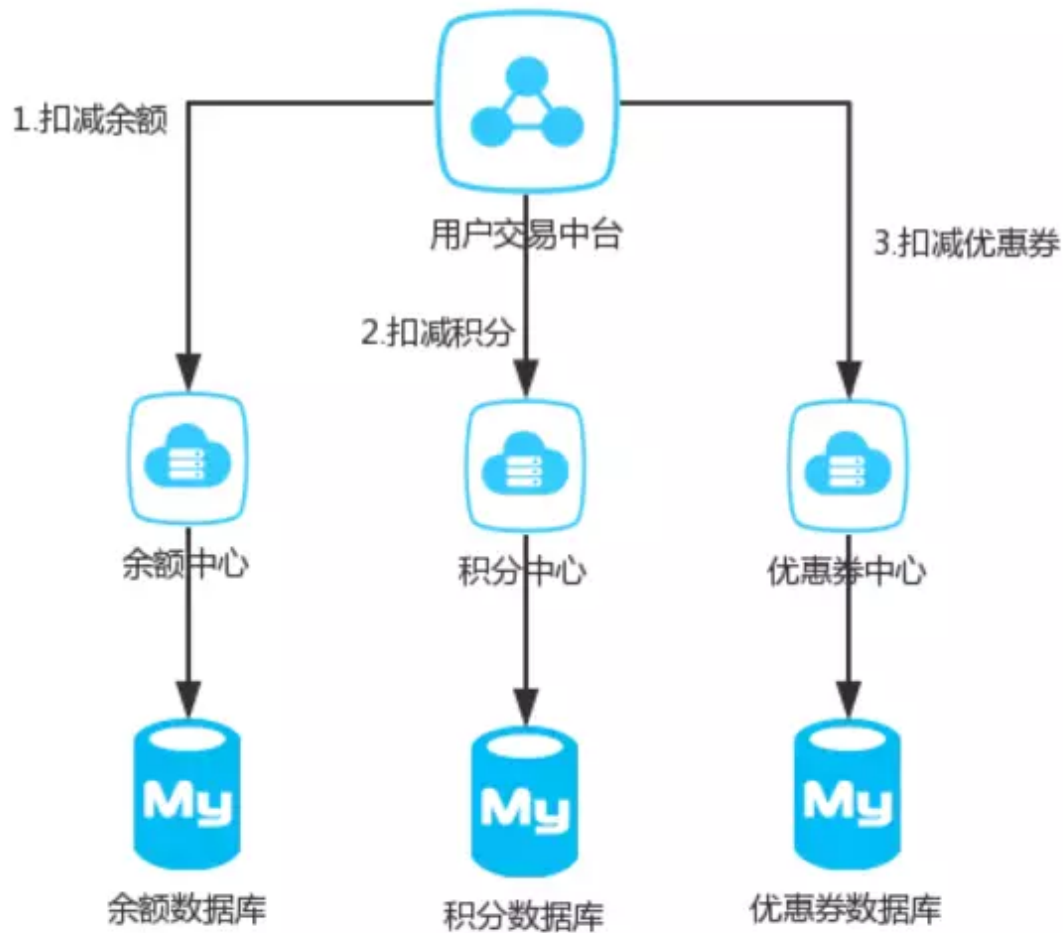 1.扣减余额
用户交易中台
3.扣减优惠券
2.扣减积分
余额中心
积分中心
优惠券中心
My
My
My
余额数据库
积分数据库
优惠券数据库